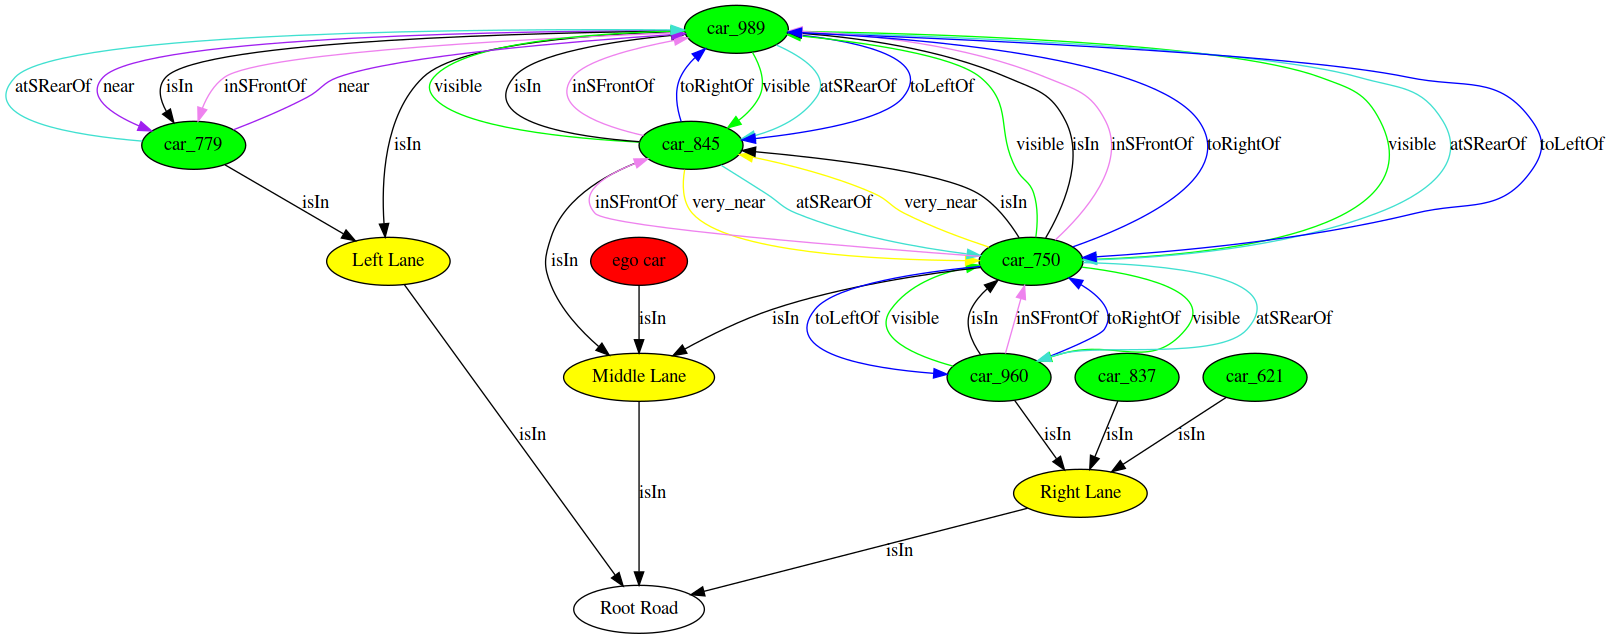 car_989
atSRearOf near isIn inSFrontOf near visible isIn inSFrontOf toRightOf visible atSRearOf toLeftOf
car_779 isIn car_845 visible isIn inSFrontOf toRightOf visible atSRearOf toLeftOf
isIn inSFrontOf very_near atSRearOf very_near isIn
Left Lane isIn ego car car_750
isIn isIn toLeftOf visible isIn inSFrontOf toRightOf visible atSRearOf
Middle Lane car_960 car_837 car_621
isIn isIn isIn isIn
isIn Right Lane
isIn
Root Road